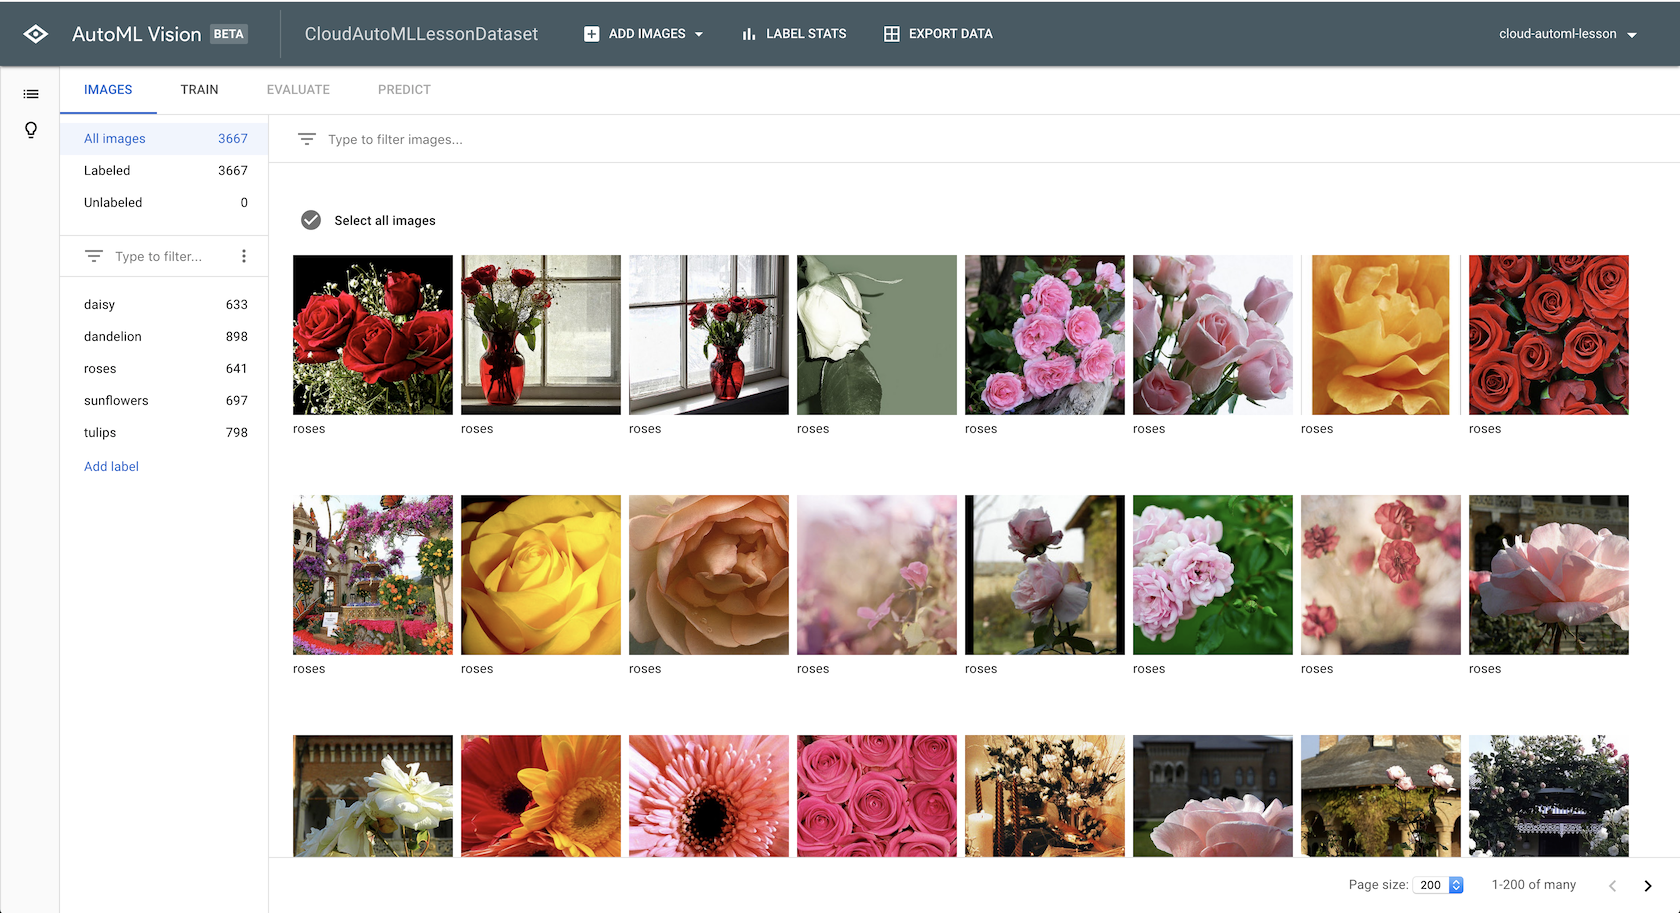 AutoML Vision BETA CloudAutoMLLessonDataset ADD IMAGES LABEL STATS EXPORT DATA cloud-automl-lesson
IMAGES TRAIN EVALUATE PREDICT
All images 3667
Labeled 3667
Unlabeled 0
Type to filter...
daisy 633
dandelion 898
roses 641
sunflowers 697
tulips 798
Add label
Type to filter images...
Select all images
roses roses roses roses roses roses roses roses
roses roses roses roses roses roses roses roses
Page size: 200 1-200 of many